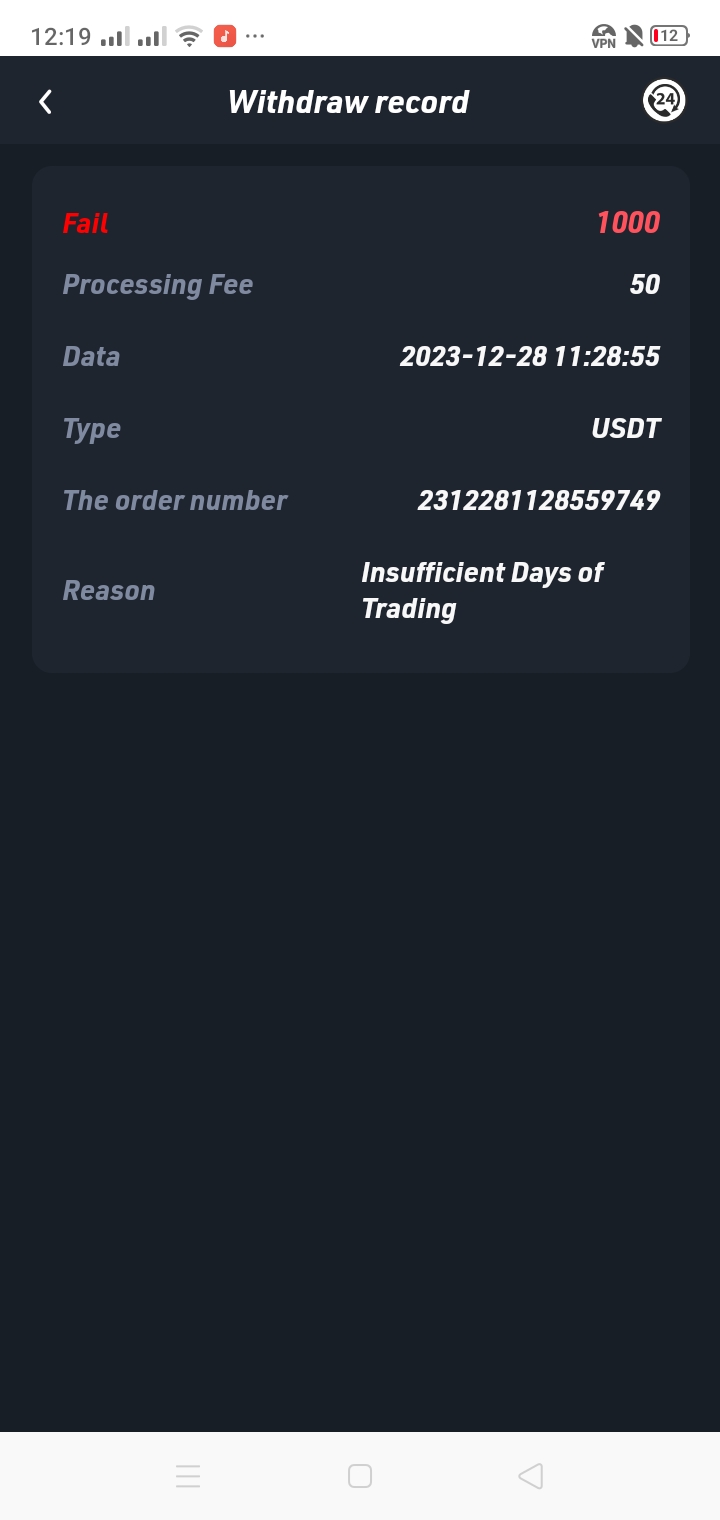 12:19
VPN
12
Withdraw record
24
Fail 1000
Processing Fee 50
Data 2023-12-28 11:28:55
Type USDT
The order number 2312281128559749
Reason Insufficient Days of
Trading